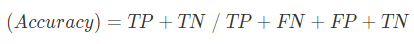 (Accuracy) = TP + TN / TP + FN + FP + TN